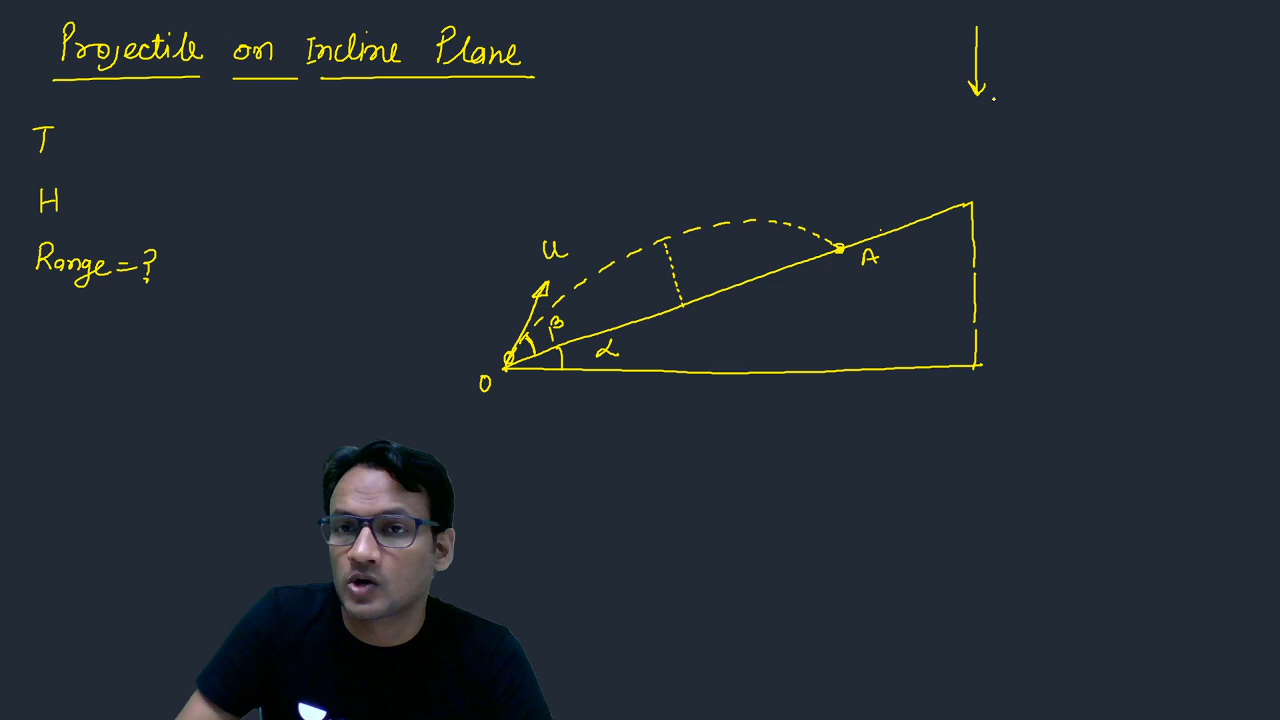 Projectile on Incline Plane
T
H
Range = ?
u
β
A
α
O